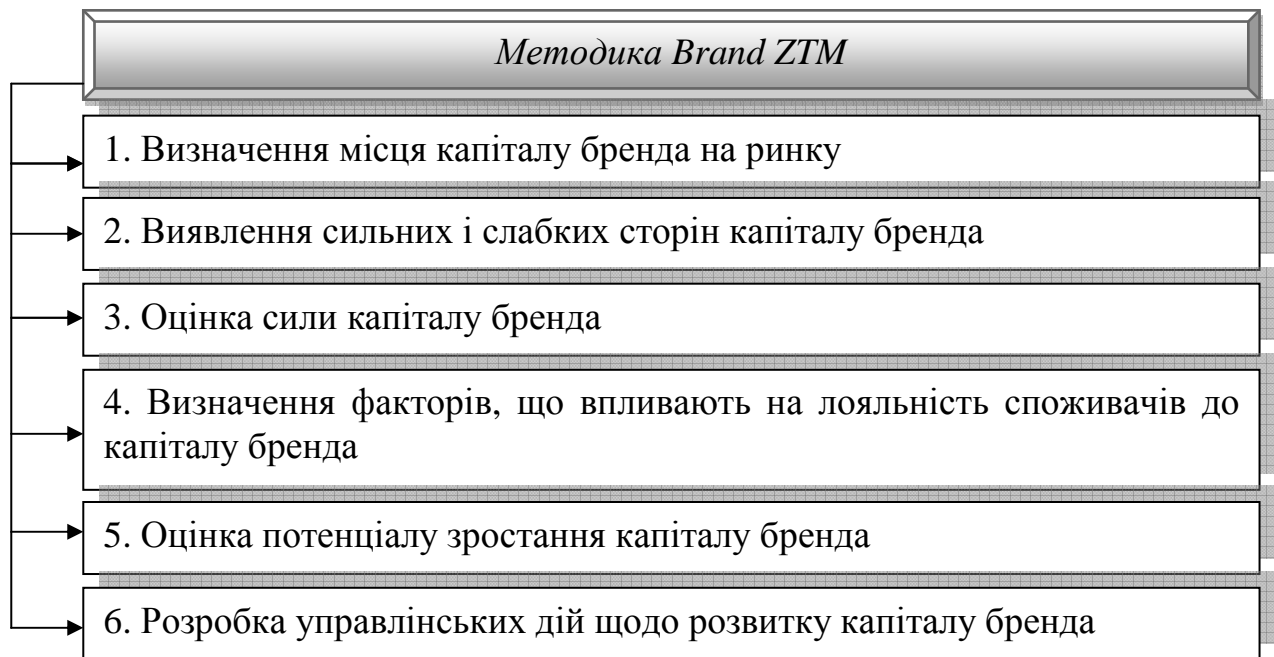 Методика Brand ZTM
1. Визначення місця капіталу бренда на ринку
2. Виявлення сильних і слабких сторін капіталу бренда
3. Оцінка сили капіталу бренда
4. Визначення факторів, що впливають на лояльність споживачів до
капіталу бренда
5. Оцінка потенціалу зростання капіталу бренда
6. Розробка управлінських дій щодо розвитку капіталу бренда